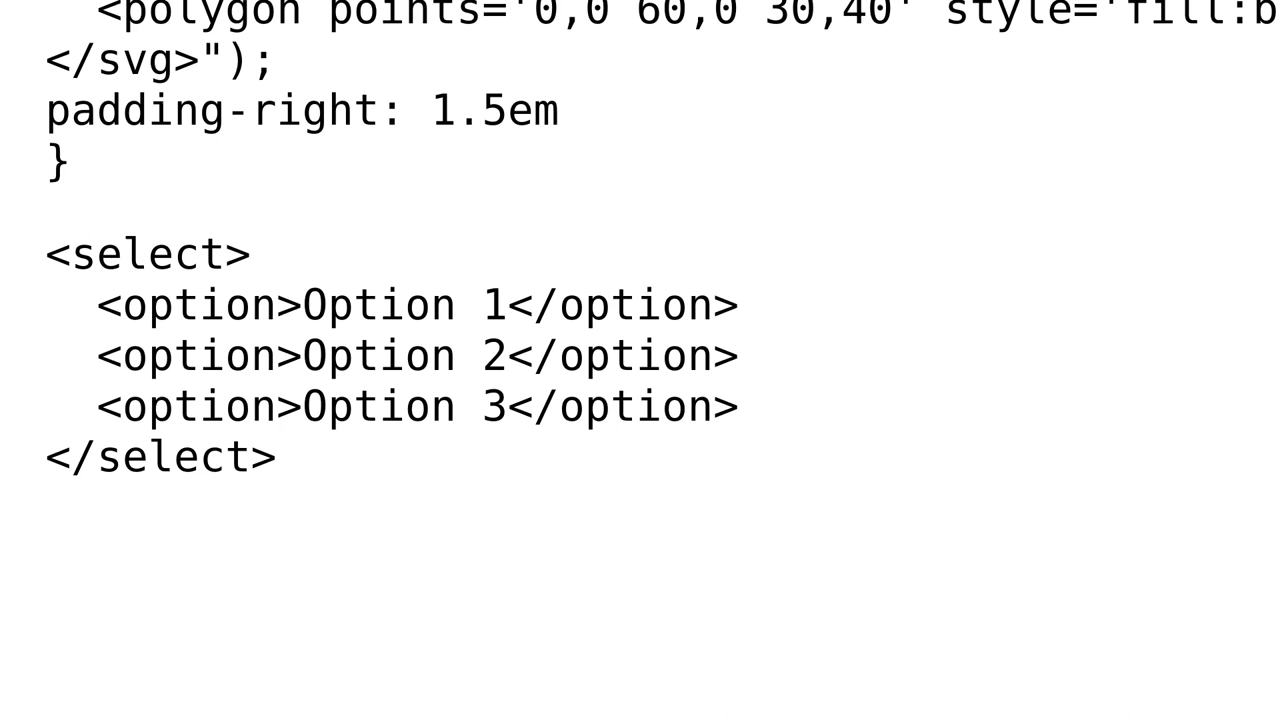 <polygon points='0,0 60,0 30,40' style='fill:b
</svg>");
padding-right: 1.5em
}
<select>
  <option>Option 1</option>
  <option>Option 2</option>
  <option>Option 3</option>
</select>